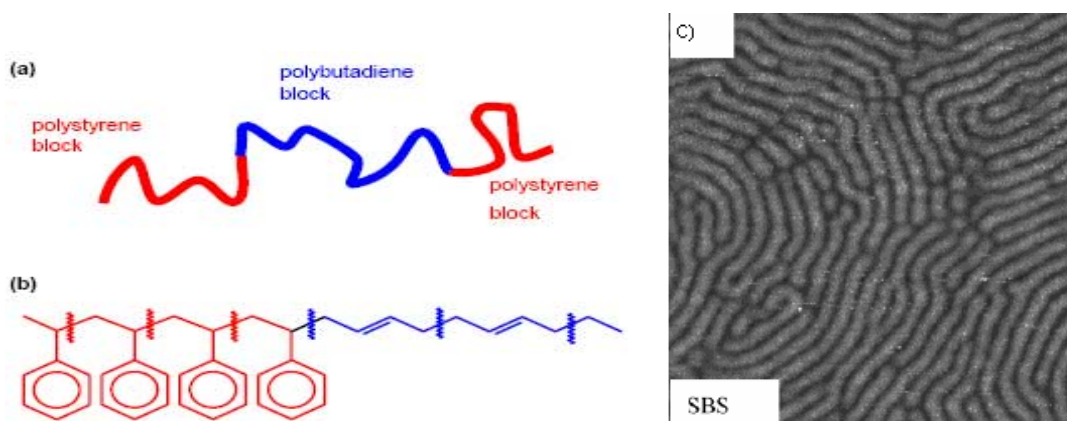 (a)
polybutadiene
block
polystyrene
block
polystyrene
block
(b)
C)
SBS